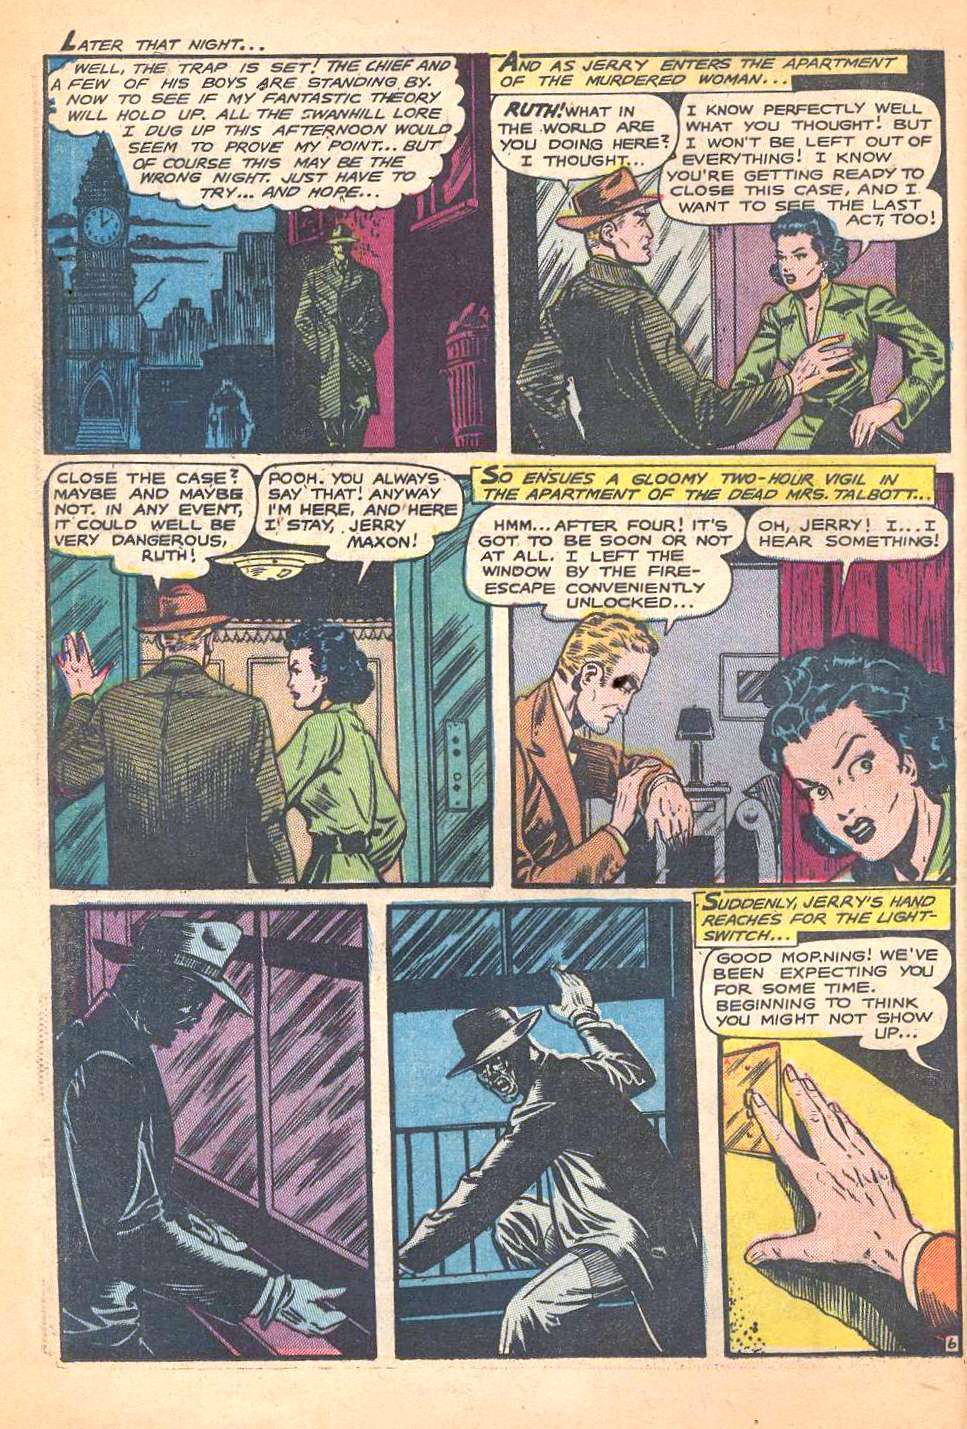 LATER THAT NIGHT...
WELL, THE TRAP IS SET! THE CHIEF AND
A FEW OF HIS BOYS ARE STANDING BY.
NOW TO SEE IF MY FANTASTIC THEORY
WILL HOLD UP. ALL THE SWANHILL LORE
I DUG UP THIS AFTERNOON WOULD
SEEM TO PROVE MY POINT... BUT
OF COURSE THIS MAY BE THE
WRONG NIGHT. JUST HAVE TO
TRY... AND HOPE...
AND AS JERRY ENTERS THE APARTMENT
OF THE MURDERED WOMAN...
RUTH! WHAT IN
THE WORLD ARE
YOU DOING HERE?
I THOUGHT...
I KNOW PERFECTLY WELL
WHAT YOU THOUGHT! BUT
I WON'T BE LEFT OUT OF
EVERYTHING! I KNOW
YOU'RE GETTING READY TO
CLOSE THIS CASE, AND I
WANT TO SEE THE LAST
ACT, TOO!
CLOSE THE CASE?
MAYBE AND MAYBE
NOT. IN ANY EVENT,
IT COULD WELL BE
VERY DANGEROUS,
RUTH!
POOH. YOU ALWAYS
SAY THAT! ANYWAY
I'M HERE, AND HERE
I STAY, JERRY
MAXON!
SO ENSUES A GLOOMY TWO-HOUR VIGIL IN
THE APARTMENT OF THE DEAD MRS. TALBOTT...
HMM... AFTER FOUR! IT'S
GOT TO BE SOON OR NOT
AT ALL. I LEFT THE
WINDOW BY THE FIRE-
ESCAPE CONVENIENTLY
UNLOCKED...
OH, JERRY! I...I
HEAR SOMETHING!
SUDDENLY, JERRY'S HAND
REACHES FOR THE LIGHT-
SWITCH...
GOOD MORNING! WE'VE
BEEN EXPECTING YOU
FOR SOME TIME.
BEGINNING TO THINK
YOU MIGHT NOT SHOW
UP...
6